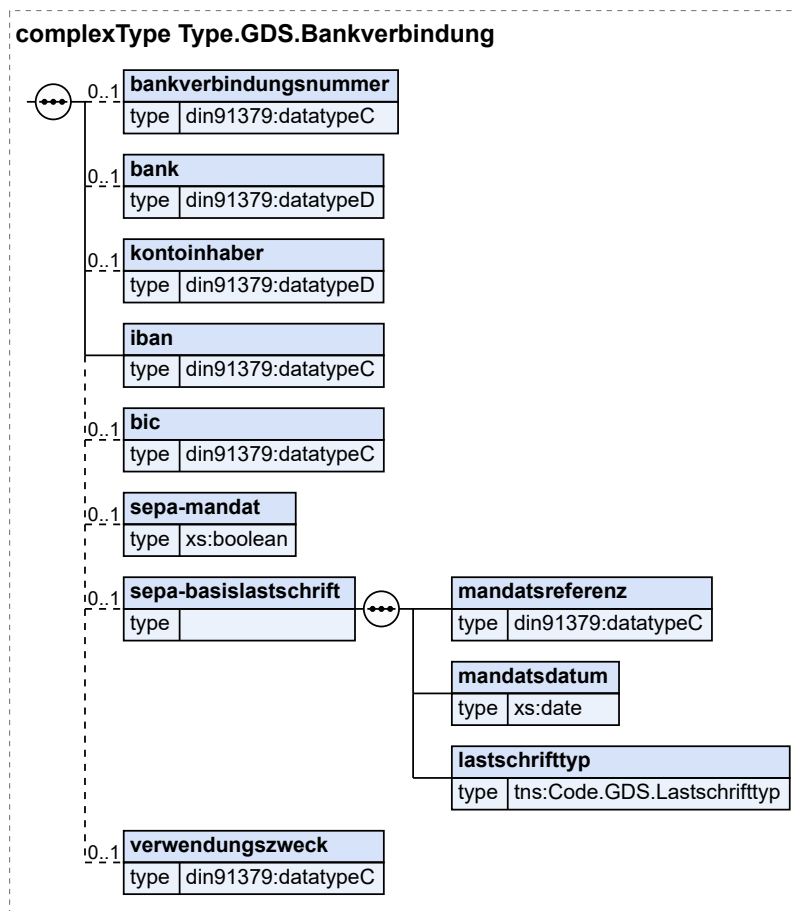 complexType Type.GDS.Bankverbindung
0..1 bankverbindungsnummer
type din91379:datatypeC
0..1 bank
type din91379:datatypeD
0..1 kontoinhaber
type din91379:datatypeD
iban
type din91379:datatypeC
0..1 bic
type din91379:datatypeC
0..1 sepa-mandat
type xs:boolean
0..1 sepa-basislastschrift
type
mandatsreferenz
type din91379:datatypeC
mandatsdatum
type xs:date
lastschrifttyp
type tns:Code.GDS.Lastschrifttyp
0..1 verwendungszweck
type din91379:datatypeC